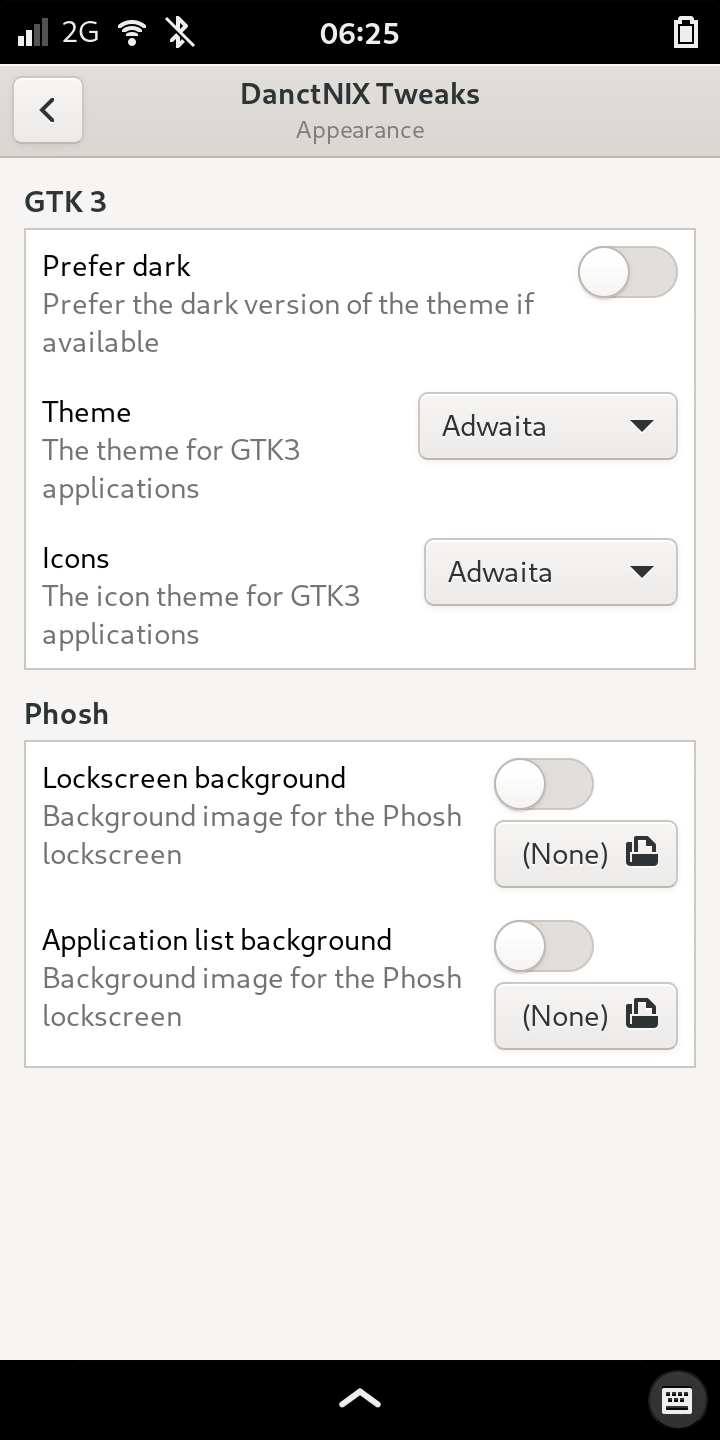 2G
06:25
DanctNIX Tweaks
Appearance
GTK 3
Prefer dark
Prefer the dark version of the theme if
available
Theme
The theme for GTK3
applications
Adwaita
Icons
The icon theme for GTK3
applications
Adwaita
Phosh
Lockscreen background
Background image for the Phosh
lockscreen
(None)
Application list background
Background image for the Phosh
lockscreen
(None)